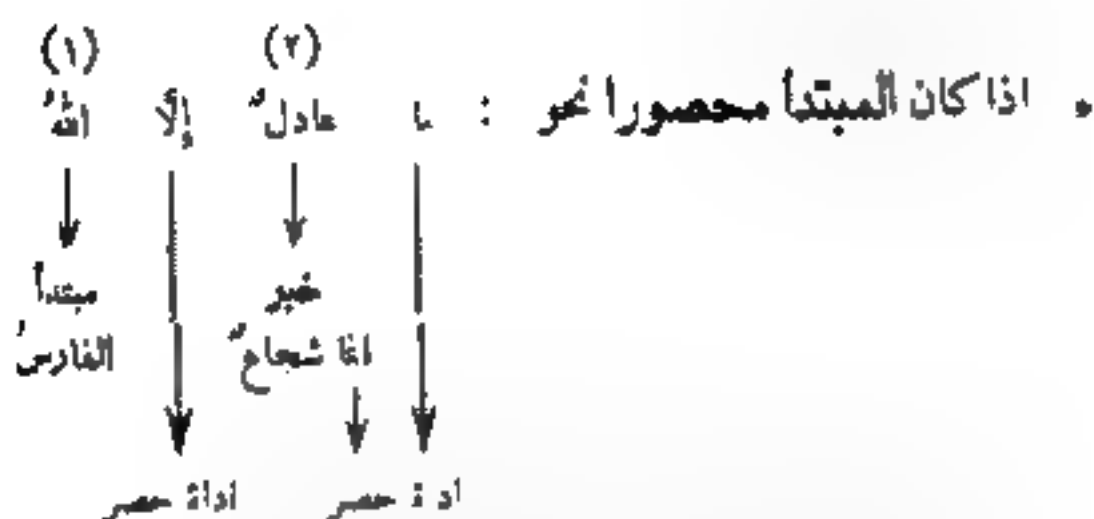 (٢) (١)
• اذا كان المبتدأ محصورا نحو : ما عادلٌ إلّا اللهُ
خبر مبتدأ
انما شجاعٌ الفارسُ
اداة حصر اداة حصر